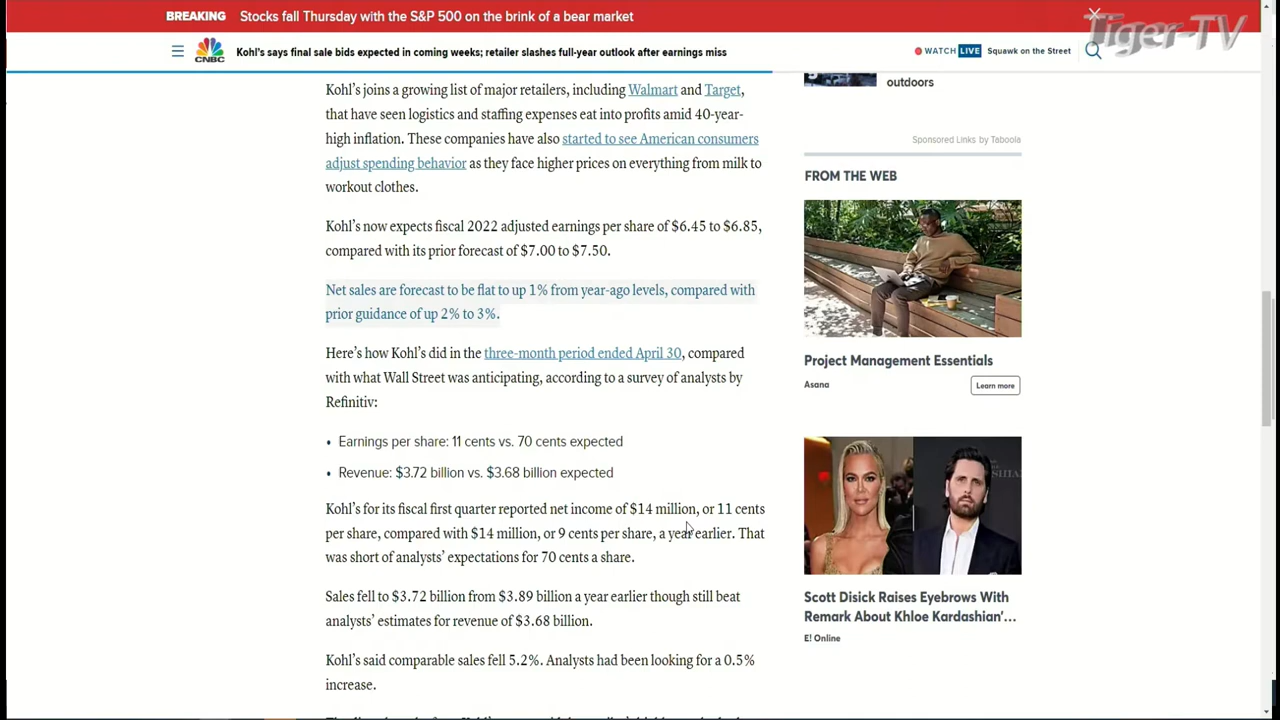 BREAKING Stocks fall Thursday with the S&P 500 on the brink of a bear market
Tiger-TV
CNBC
Kohl's says final sale bids expected in coming weeks; retailer slashes full-year outlook after earnings miss
WATCH LIVE Squawk on the Street
Kohl's joins a growing list of major retailers, including Walmart and Target,
that have seen logistics and staffing expenses eat into profits amid 40-year-
high inflation. These companies have also started to see American consumers
adjust spending behavior as they face higher prices on everything from milk to
workout clothes.
Kohl's now expects fiscal 2022 adjusted earnings per share of $6.45 to $6.85,
compared with its prior forecast of $7.00 to $7.50.
Net sales are forecast to be flat to up 1% from year-ago levels, compared with
prior guidance of up 2% to 3%.
Here's how Kohl's did in the three-month period ended April 30, compared
with what Wall Street was anticipating, according to a survey of analysts by
Refinitiv:
• Earnings per share: 11 cents vs. 70 cents expected
• Revenue: $3.72 billion vs. $3.68 billion expected
Kohl's for its fiscal first quarter reported net income of $14 million, or 11 cents
per share, compared with $14 million, or 9 cents per share, a year earlier. That
was short of analysts' expectations for 70 cents a share.
Sales fell to $3.72 billion from $3.89 billion a year earlier though still beat
analysts' estimates for revenue of $3.68 billion.
Kohl's said comparable sales fell 5.2%. Analysts had been looking for a 0.5%
increase.
outdoors
Sponsored Links by Taboola
FROM THE WEB
Project Management Essentials
Asana
Learn more
Scott Disick Raises Eyebrows With
Remark About Khloe Kardashian'...
E! Online